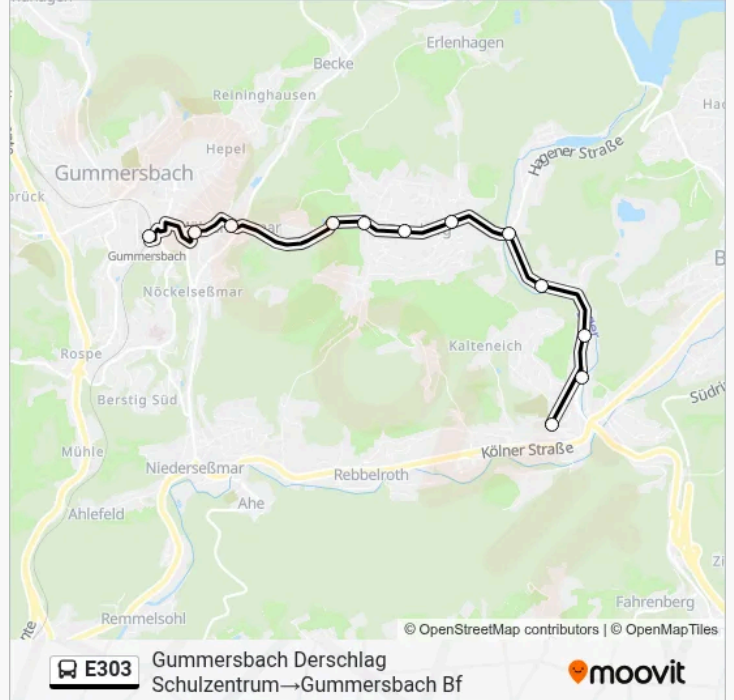 Erlenhagen
Becke
Reininghausen
Hagener Straße
Hepel
Gummersbach
Gummersbach
Nöckelseßmar
Kalteneich
Rospe
Berstig Süd
Kölner Straße
Mühle
Niederseßmar
Rebbelroth
Ahe
Ahlefeld
Fahrenberg
Remmelsohl
© OpenStreetMap contributors | © OpenMapTiles
E303
Gummersbach Derschlag
Schulzentrum→Gummersbach Bf
moovit